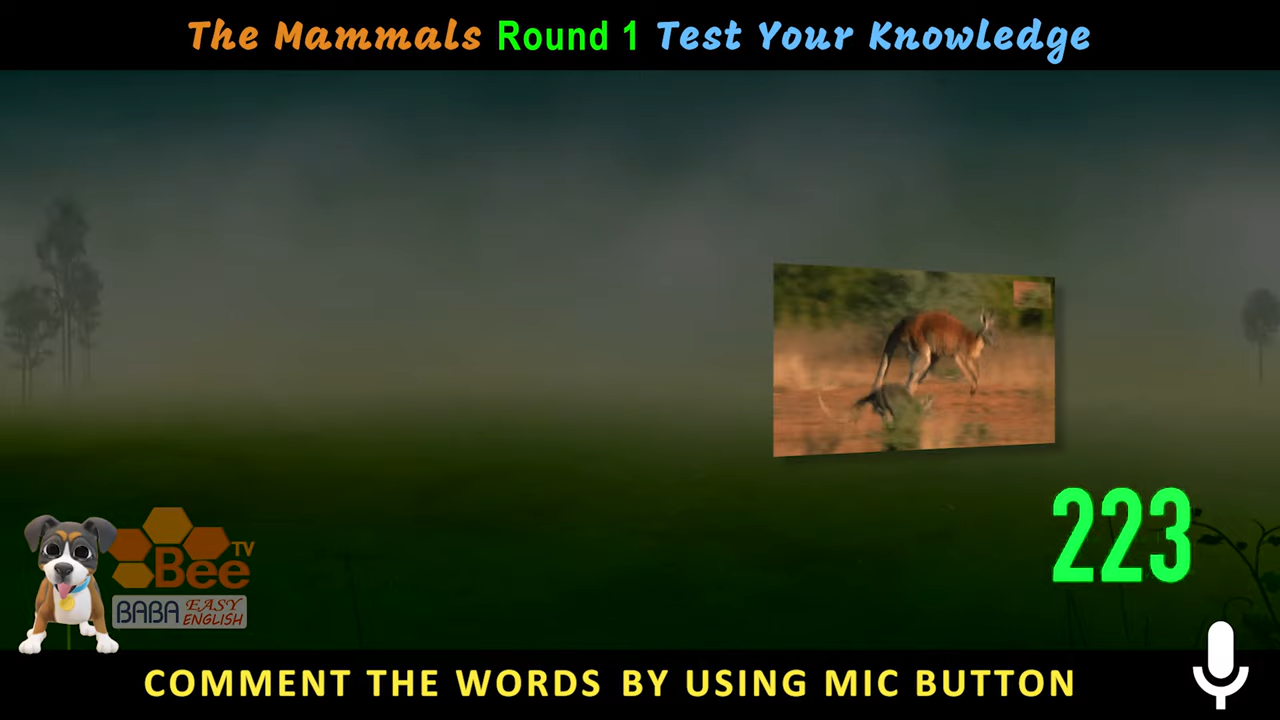 The Mammals Round 1 Test Your Knowledge
223
Bee TV
BABA EASY ENGLISH
COMMENT THE WORDS BY USING MIC BUTTON